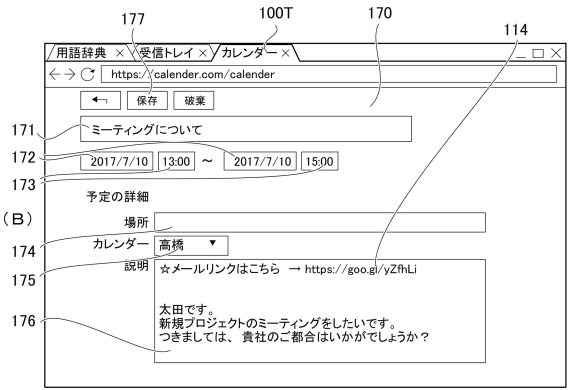 177 100T 170 114
用語辞典 × 受信トレイ × カレンダー × _ □ ×
← → C https://calender.com/calender
← 保存 破棄
171 ミーティングについて
172 2017/7/10 13:00 ～ 2017/7/10 15:00
173
予定の詳細
(B)
場所
174
カレンダー 高橋 ▼
175
説明 ☆メールリンクはこちら → https://goo.gl/yZfhLi
太田です。
176 新規プロジェクトのミーティングをしたいです。
つきましては、貴社のご都合はいかがでしょうか？